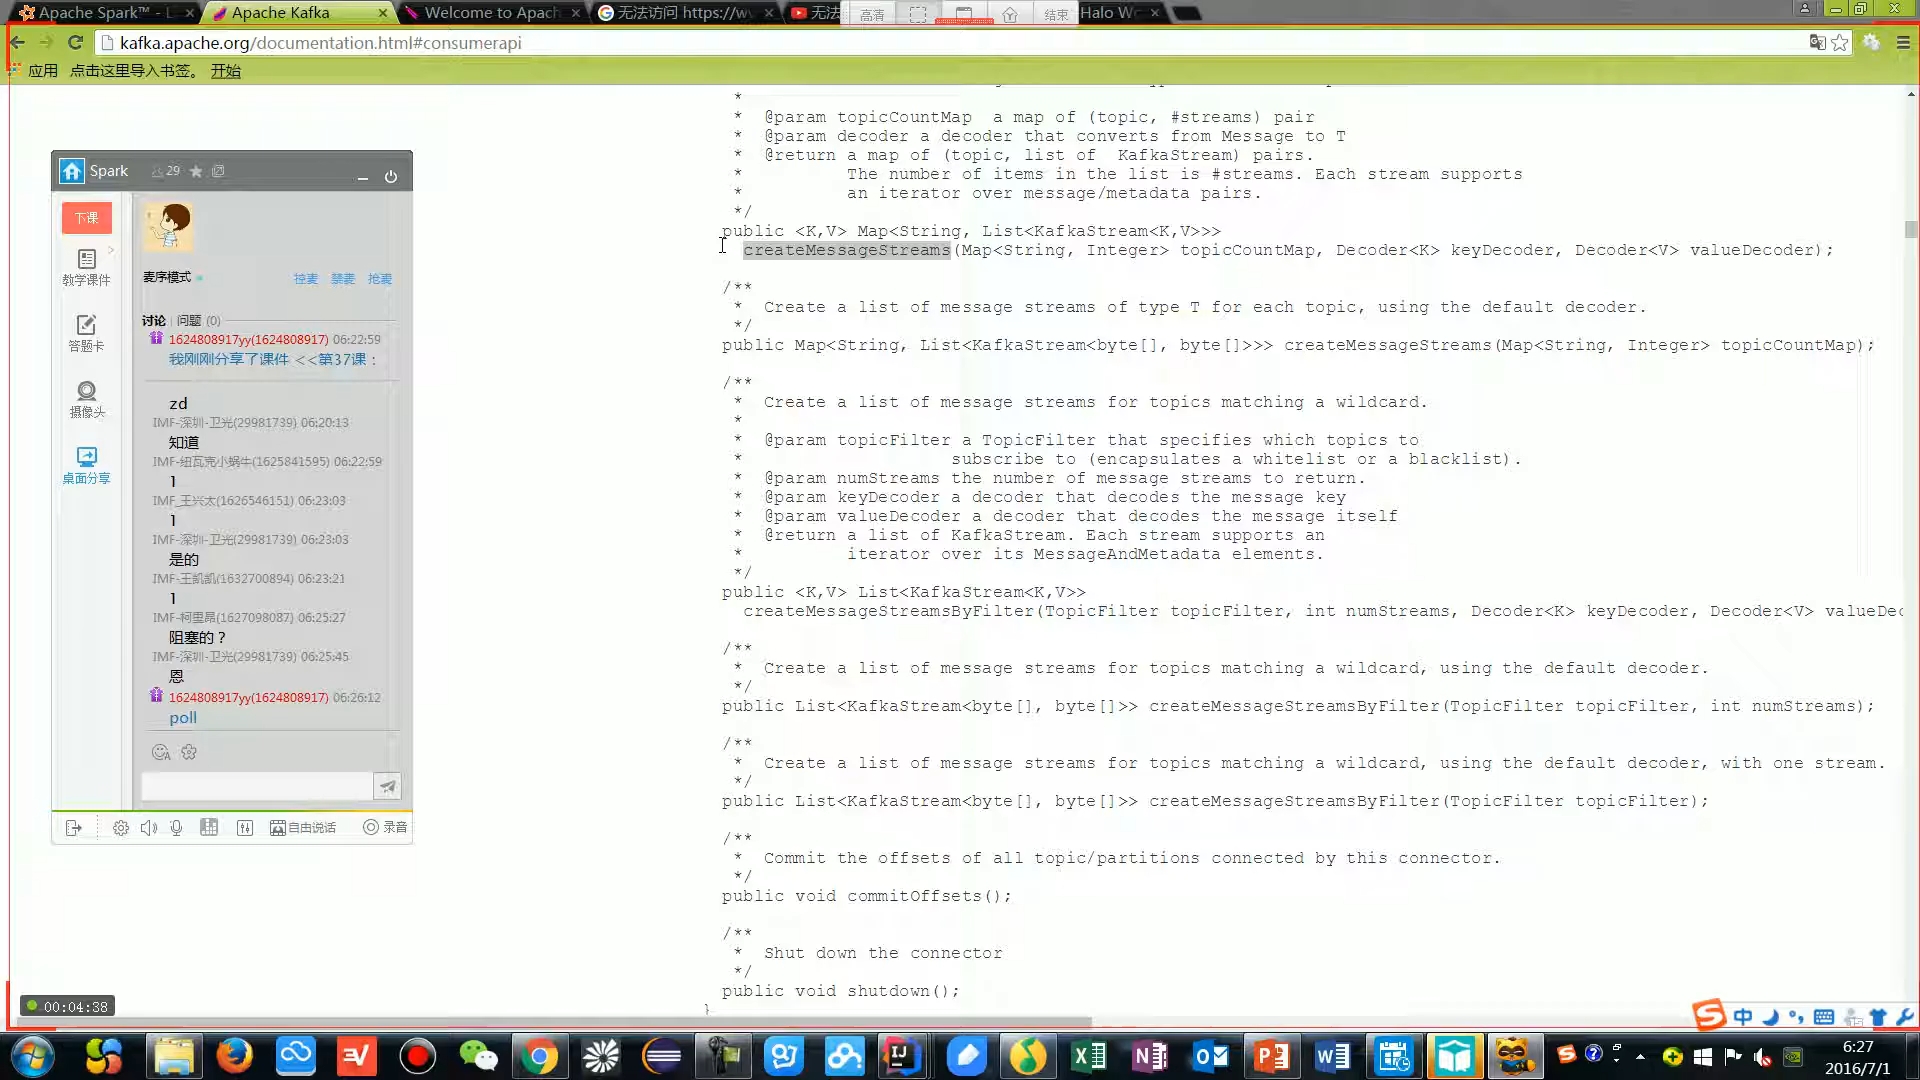 Apache Spark™ - L
Apache Kafka
Welcome to Apach
无法访问 https://w
无法
高清
结束
Halo Wo
kafka.apache.org/documentation.html#consumerapi
应用 点击这里导入书签。 开始
*
* @param topicCountMap a map of (topic, #streams) pair
* @param decoder a decoder that converts from Message to T
* @return a map of (topic, list of KafkaStream) pairs.
* The number of items in the list is #streams. Each stream supports
* an iterator over message/metadata pairs.
*/
public <K,V> Map<String, List<KafkaStream<K,V>>>
createMessageStreams(Map<String, Integer> topicCountMap, Decoder<K> keyDecoder, Decoder<V> valueDecoder);
/**
* Create a list of message streams of type T for each topic, using the default decoder.
*/
public Map<String, List<KafkaStream<byte[], byte[]>>> createMessageStreams(Map<String, Integer> topicCountMap);
/**
* Create a list of message streams for topics matching a wildcard.
*
* @param topicFilter a TopicFilter that specifies which topics to
* subscribe to (encapsulates a whitelist or a blacklist).
* @param numStreams the number of message streams to return.
* @param keyDecoder a decoder that decodes the message key
* @param valueDecoder a decoder that decodes the message itself
* @return a list of KafkaStream. Each stream supports an
* iterator over its MessageAndMetadata elements.
*/
public <K,V> List<KafkaStream<K,V>>
createMessageStreamsByFilter(TopicFilter topicFilter, int numStreams, Decoder<K> keyDecoder, Decoder<V> valueDec
/**
* Create a list of message streams for topics matching a wildcard, using the default decoder.
*/
public List<KafkaStream<byte[], byte[]>> createMessageStreamsByFilter(TopicFilter topicFilter, int numStreams);
/**
* Create a list of message streams for topics matching a wildcard, using the default decoder, with one stream.
*/
public List<KafkaStream<byte[], byte[]>> createMessageStreamsByFilter(TopicFilter topicFilter);
/**
* Commit the offsets of all topic/partitions connected by this connector.
*/
public void commitOffsets();
/**
* Shut down the connector
*/
public void shutdown();
}
Spark 29
下课
教学课件
答题卡
摄像头
桌面分享
麦序模式 控麦 禁麦 抢麦
讨论 | 问题 (0)
1624808917yy(1624808917) 06:22:59
我刚刚分享了课件 <<第37课：
zd
IMF-深圳-卫光(29981739) 06:20:13
知道
IMF-纽瓦克小蜗牛(1625841595) 06:22:59
1
IMF_王兴太(1626546151) 06:23:03
1
IMF-深圳-卫光(29981739) 06:23:03
是的
IMF-王凯凯(1632700894) 06:23:21
1
IMF-柯里昂(1627098087) 06:25:27
阻塞的？
IMF-深圳-卫光(29981739) 06:25:45
恩
1624808917yy(1624808917) 06:26:12
poll
自由说话 录音
00:04:38
中
6:27
2016/7/1